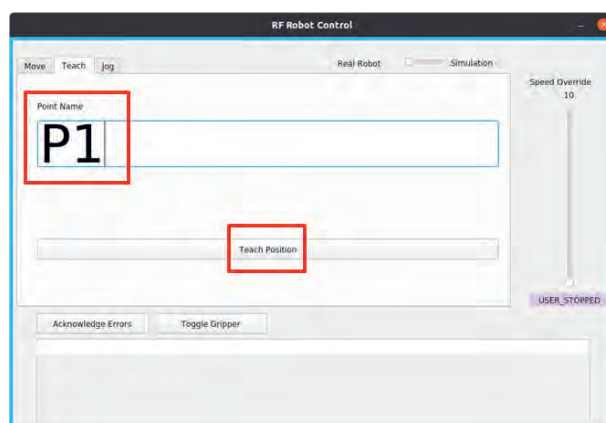 RF Robot Control
Move Teach Jog
Real Robot Simulation
Speed Override
10
Point Name
P1
Teach Position
USER_STOPPED
Acknowledge Errors Toggle Gripper